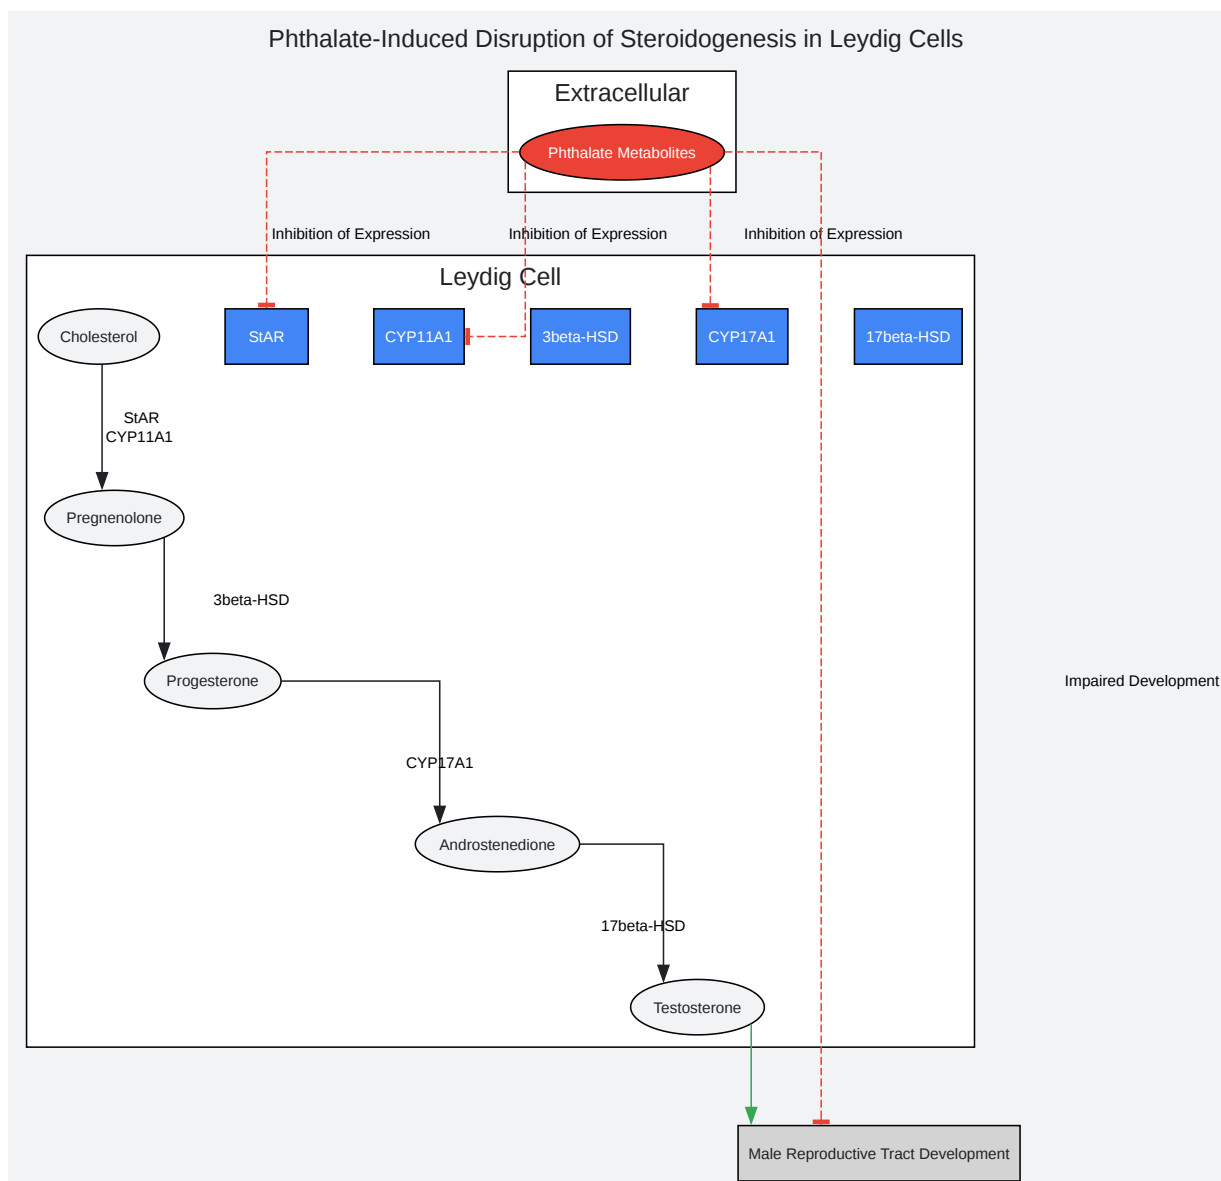 Phthalate-Induced Disruption of Steroidogenesis in Leydig Cells
Extracellular
Phthalate Metabolites
Inhibition of Expression
Inhibition of Expression
Inhibition of Expression
Leydig Cell
Cholesterol
StAR
CYP11A1
3beta-HSD
CYP17A1
17beta-HSD
StAR
CYP11A1
Pregnenolone
3beta-HSD
Progesterone
Impaired Development
CYP17A1
Androstenedione
17beta-HSD
Testosterone
Male Reproductive Tract Development